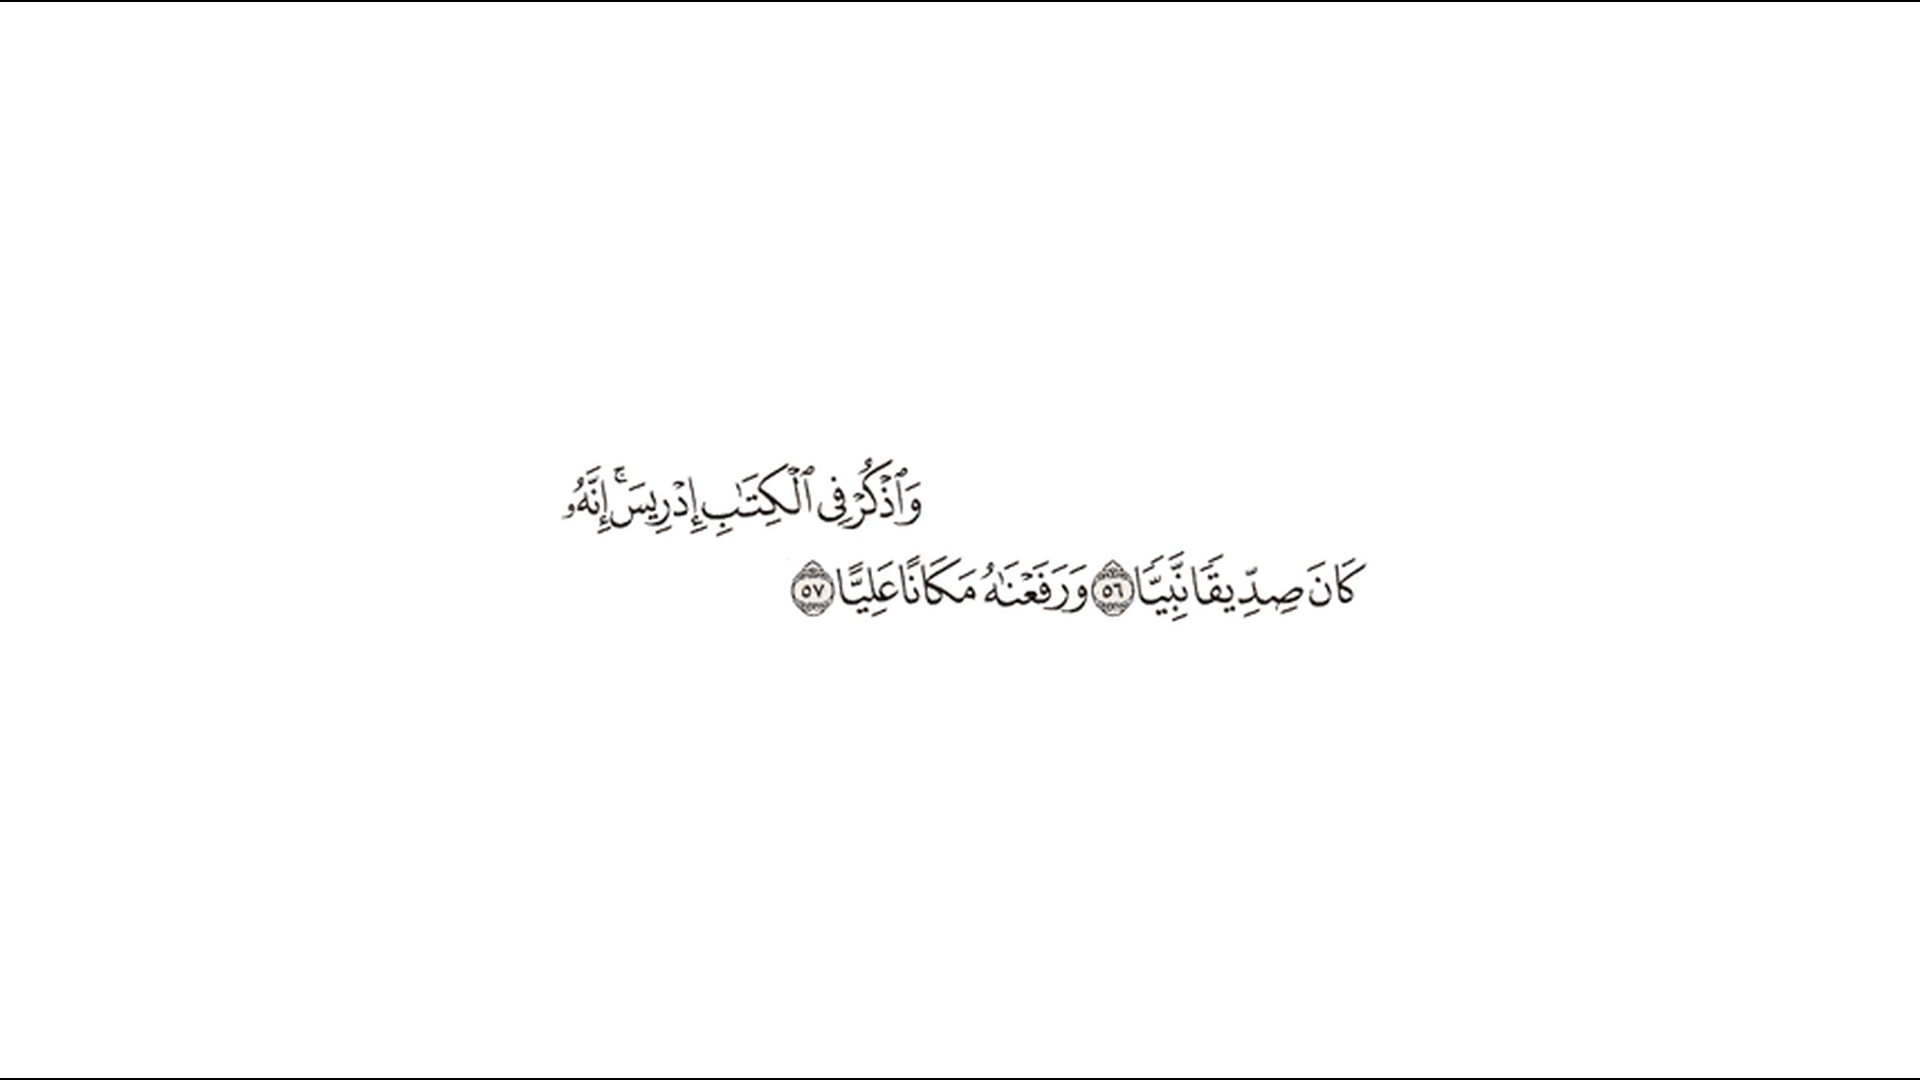 وَٱذْكُرْ فِى ٱلْكِتَـٰبِ إِدْرِيسَ ۚ إِنَّهُۥ
كَانَ صِدِّيقًا نَّبِيًّا ٥٦ وَرَفَعْنَـٰهُ مَكَانًا عَلِيًّا ٥٧